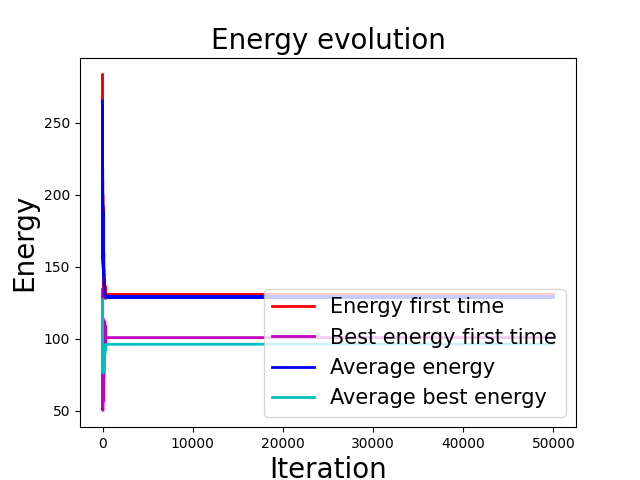 Energy evolution
Energy
250
200
150
100
50
Energy first time
Best energy first time
Average energy
Average best energy
0 10000 20000 30000 40000 50000
Iteration